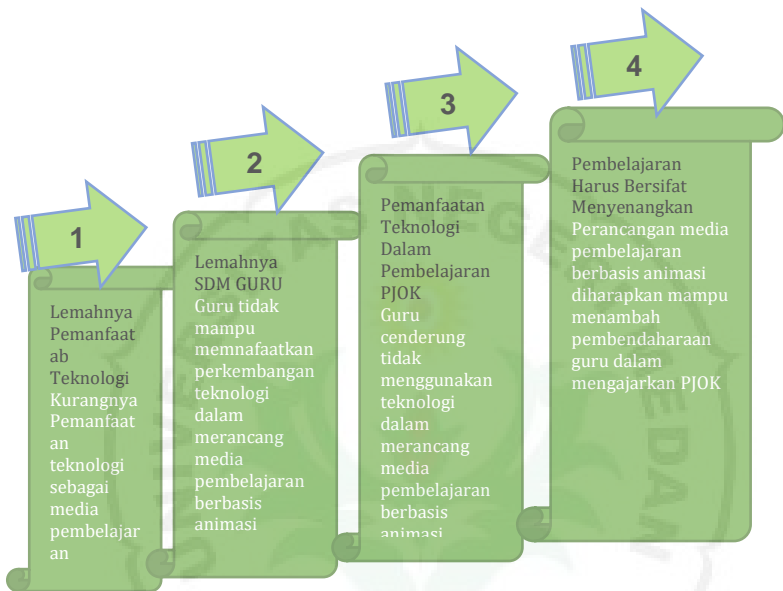 1
Lemahnya
Pemanfaat
ab
Teknologi
Kurangnya
Pemanfaat
an
teknologi
sebagai
media
pembelajar
an
2
Lemahnya
SDM GURU
Guru tidak
mampu
memnafaatkan
perkembangan
teknologi
dalam
merancang
media
pembelajaran
berbasis
animasi
3
Pemanfaatan
Teknologi
Dalam
Pembelajaran
PJOK
Guru
cenderung
tidak
menggunakan
teknologi
dalam
merancang
media
pembelajaran
berbasis
animasi
4
Pembelajaran
Harus Bersifat
Menyenangkan
Perancangan media
pembelajaran
berbasis animasi
diharapkan mampu
menambah
pembendaharaan
guru dalam
mengajarkan PJOK